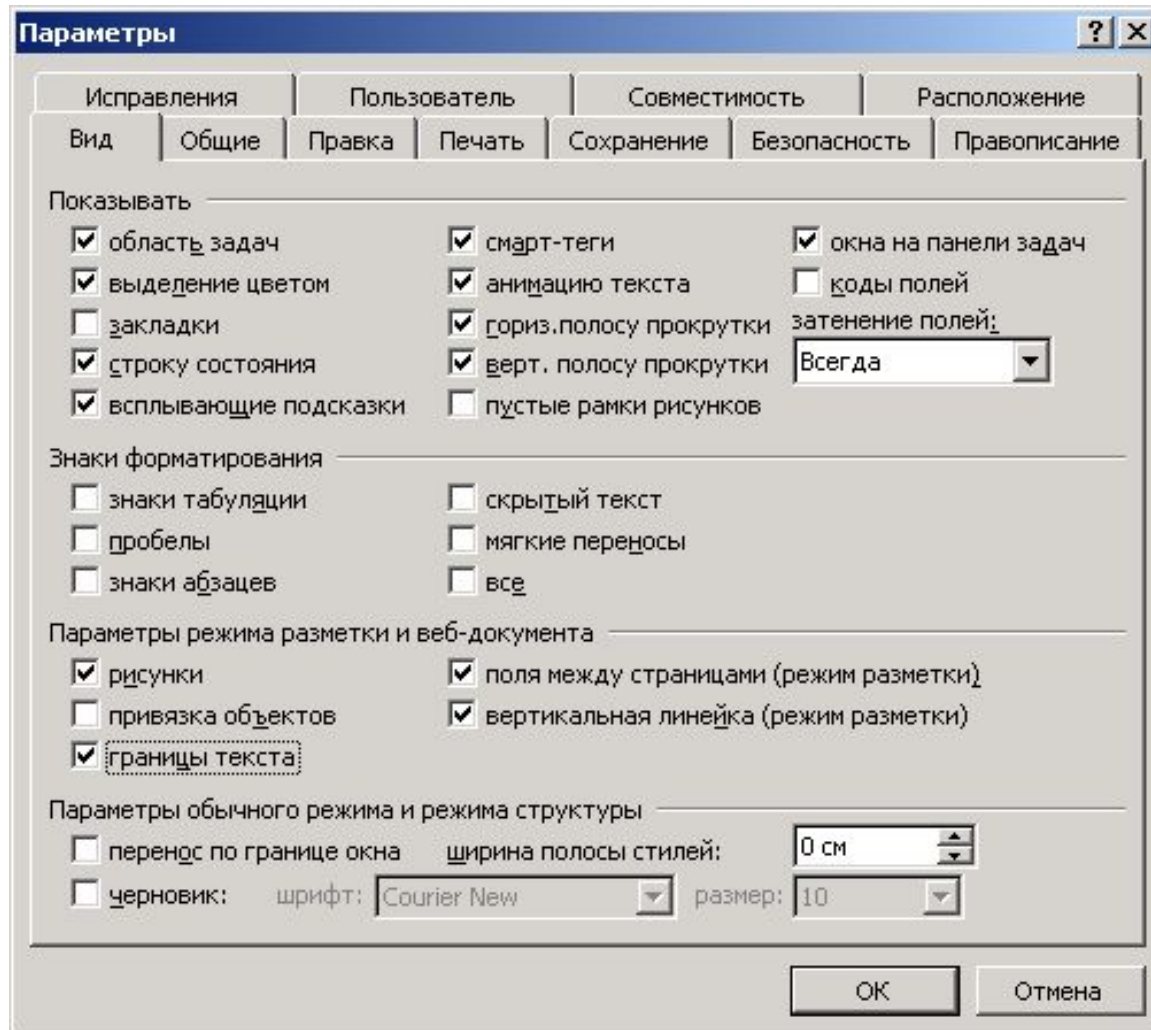 Параметры
Исправления Пользователь Совместимость Расположение
Вид Общие Правка Печать Сохранение Безопасность Правописание
Показывать
область задач смарт-теги окна на панели задач
выделение цветом анимацию текста коды полей
закладки гориз.полосу прокрутки затенение полей:
строку состояния верт. полосу прокрутки Всегда
всплывающие подсказки пустые рамки рисунков
Знаки форматирования
знаки табуляции скрытый текст
пробелы мягкие переносы
знаки абзацев все
Параметры режима разметки и веб-документа
рисунки поля между страницами (режим разметки)
привязка объектов вертикальная линейка (режим разметки)
границы текста
Параметры обычного режима и режима структуры
перенос по границе окна ширина полосы стилей: 0 см
черновик: шрифт: Courier New размер: 10
ОК Отмена